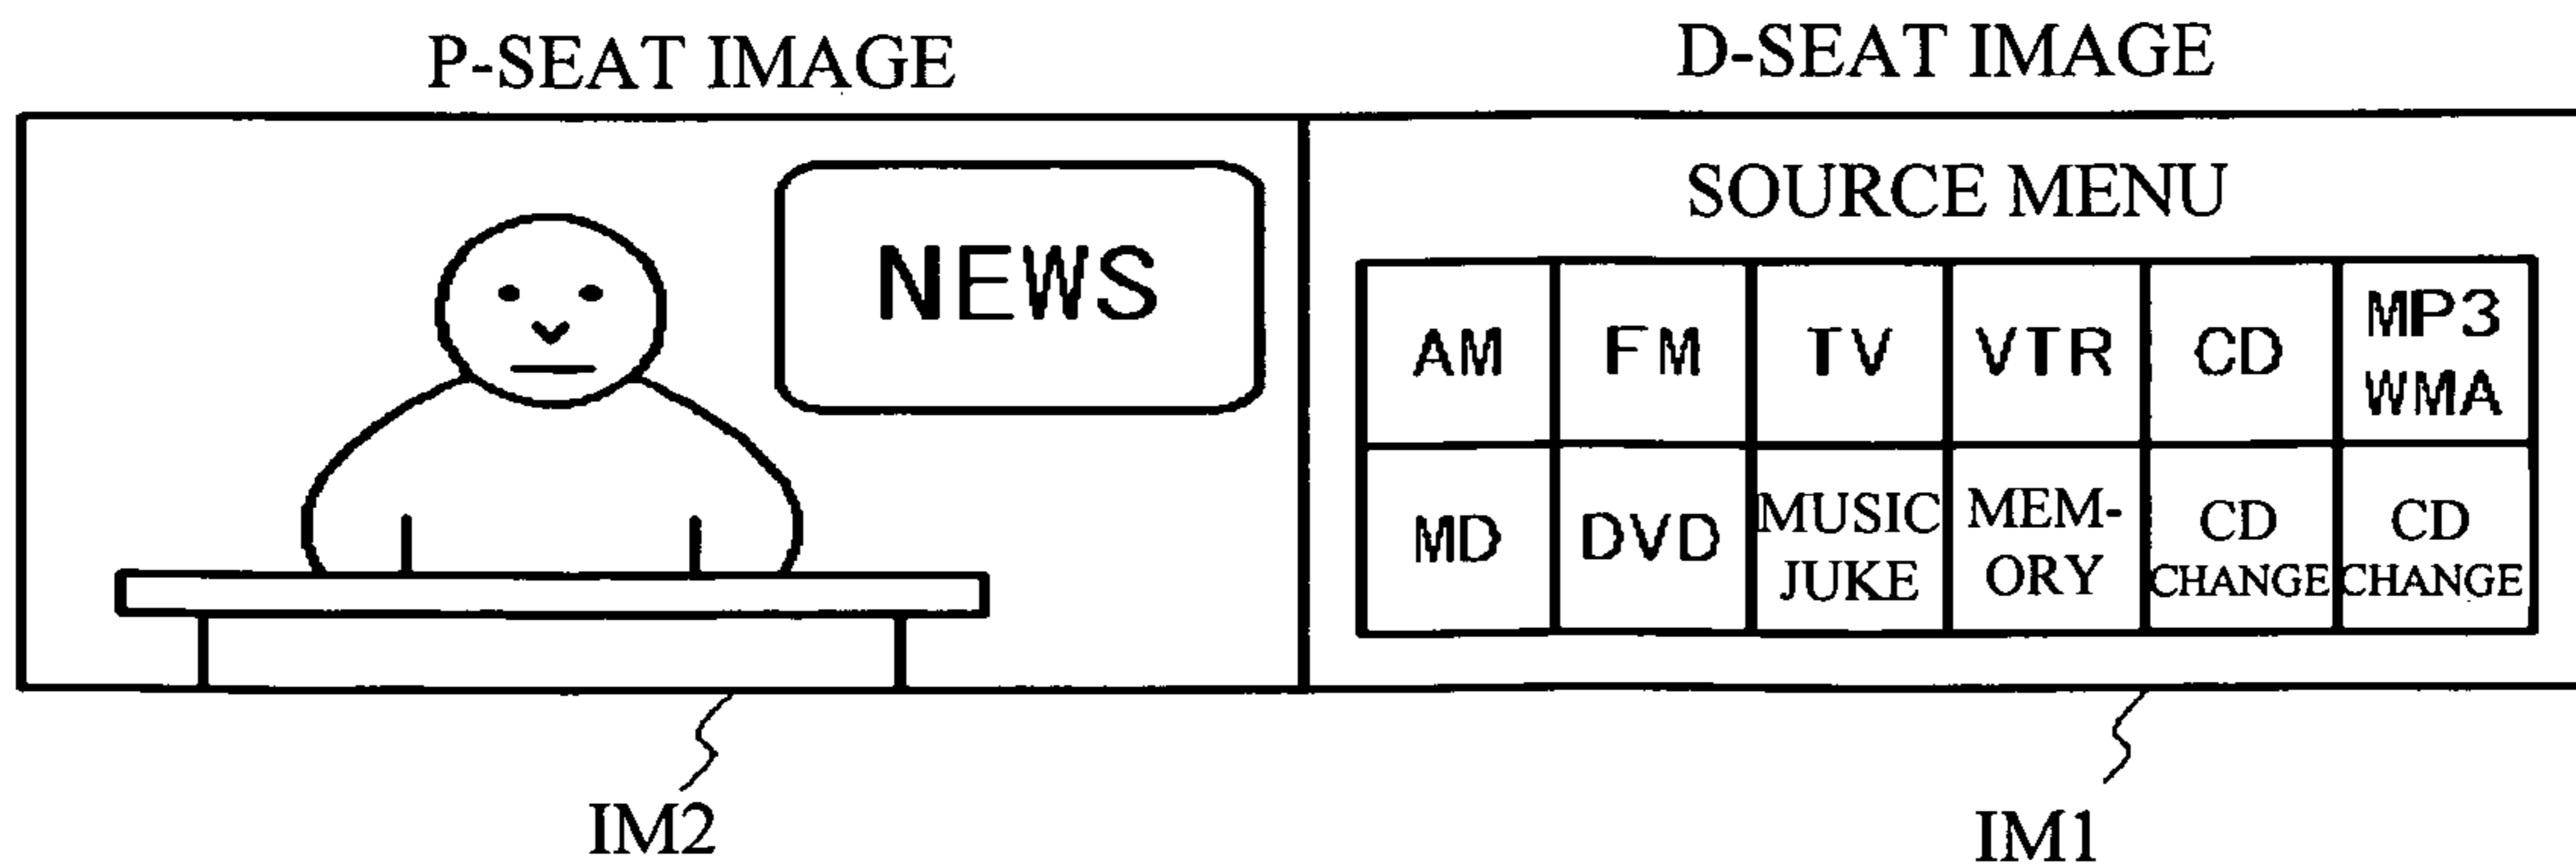 P-SEAT IMAGE
D-SEAT IMAGE
NEWS
SOURCE MENU
AM
FM
TV
VTR
CD
MP3
WMA
MD
DVD
MUSIC
JUKE
MEM-
ORY
CD
CHANGE
CD
CHANGE
IM2
IM1